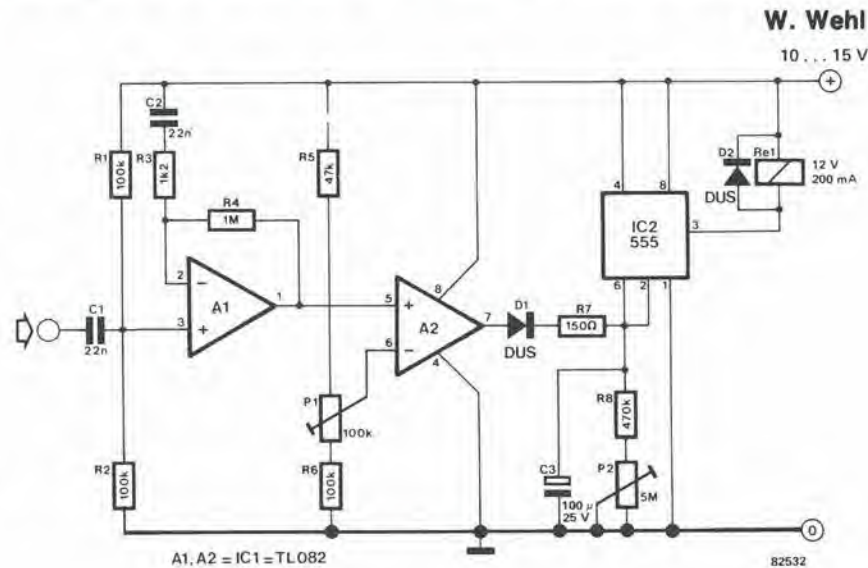 W. Wehl
10 ... 15 V
+
C2
22n
R1
100k
R3
1k2
R5
47k
R4
1M
D2
DUS
Re1
12 V
200 mA
4
8
IC2
555
3
6
2
1
2
−
3
+
A1
1
C1
22n
5
+
6
−
A2
8
7
4
D1
DUS
R7
150Ω
P1
100k
R8
470k
R2
100k
R6
100k
C3
100 µ
25 V
P2
5M
0
A1, A2 = IC1 = TL082
82532